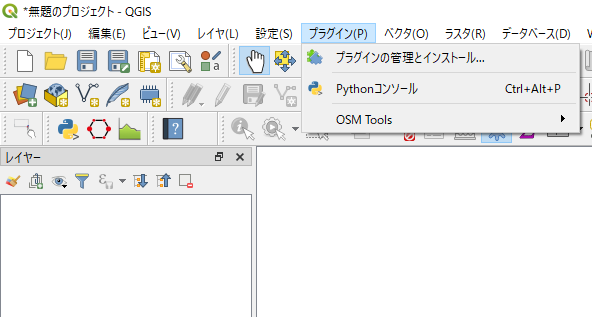 *無題のプロジェクト - QGIS
プロジェクト(J) 編集(E) ビュー(V) レイヤ(L) 設定(S) プラグイン(P) ベクタ(O) ラスタ(R) データベース(D) W
プラグインの管理とインストール...
Pythonコンソール Ctrl+Alt+P
OSM Tools
レイヤー